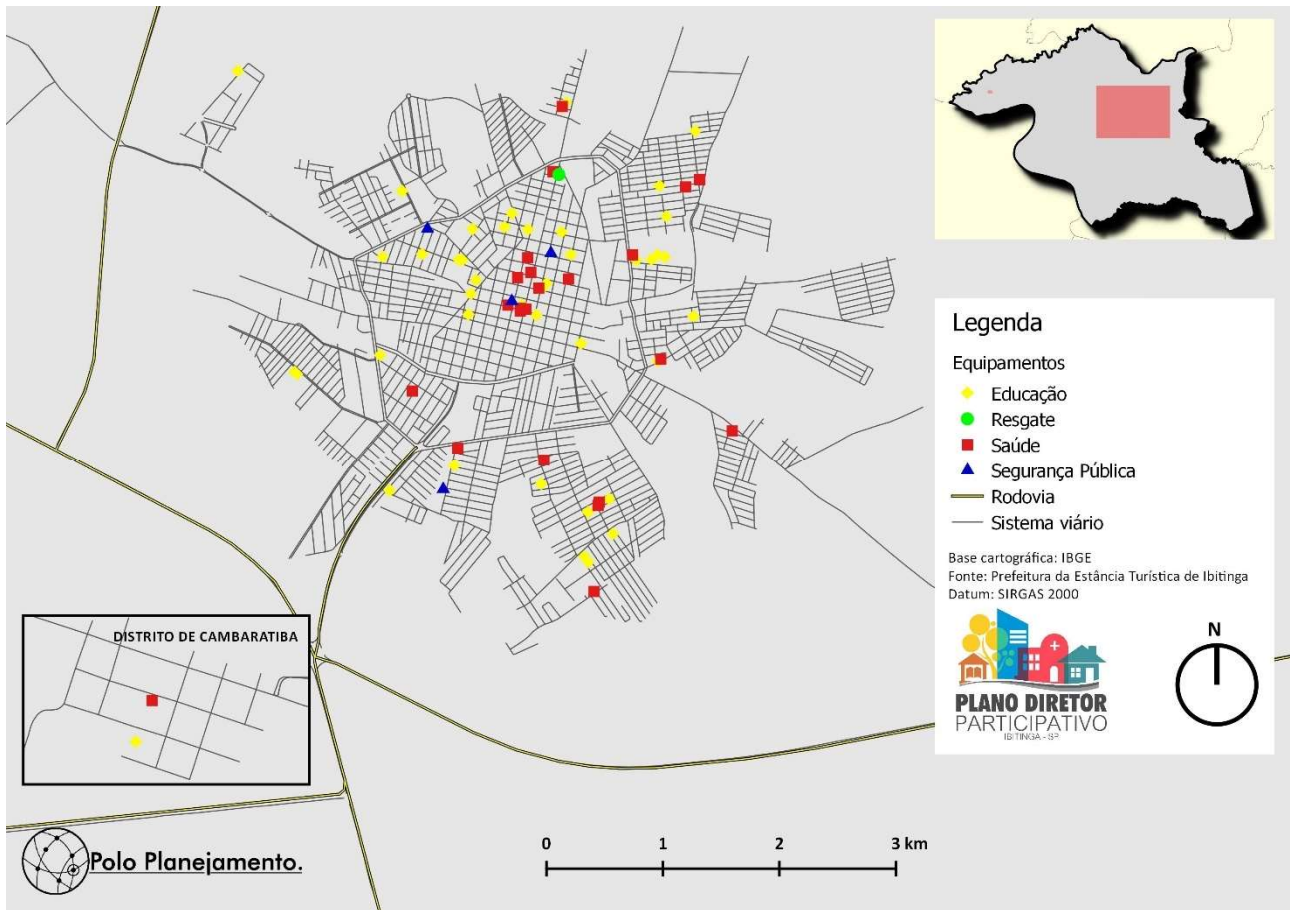 Legenda
Equipamentos
Educação
Resgate
Saúde
Segurança Pública
Rodovia
Sistema viário
Base cartográfica: IBGE
Fonte: Prefeitura da Estância Turística de Ibitinga
Datum: SIRGAS 2000
PLANO DIRETOR
PARTICIPATIVO
IBITINGA - SP
N
DISTRITO DE CAMBARATIBA
Polo Planejamento.
0 1 2 3 km